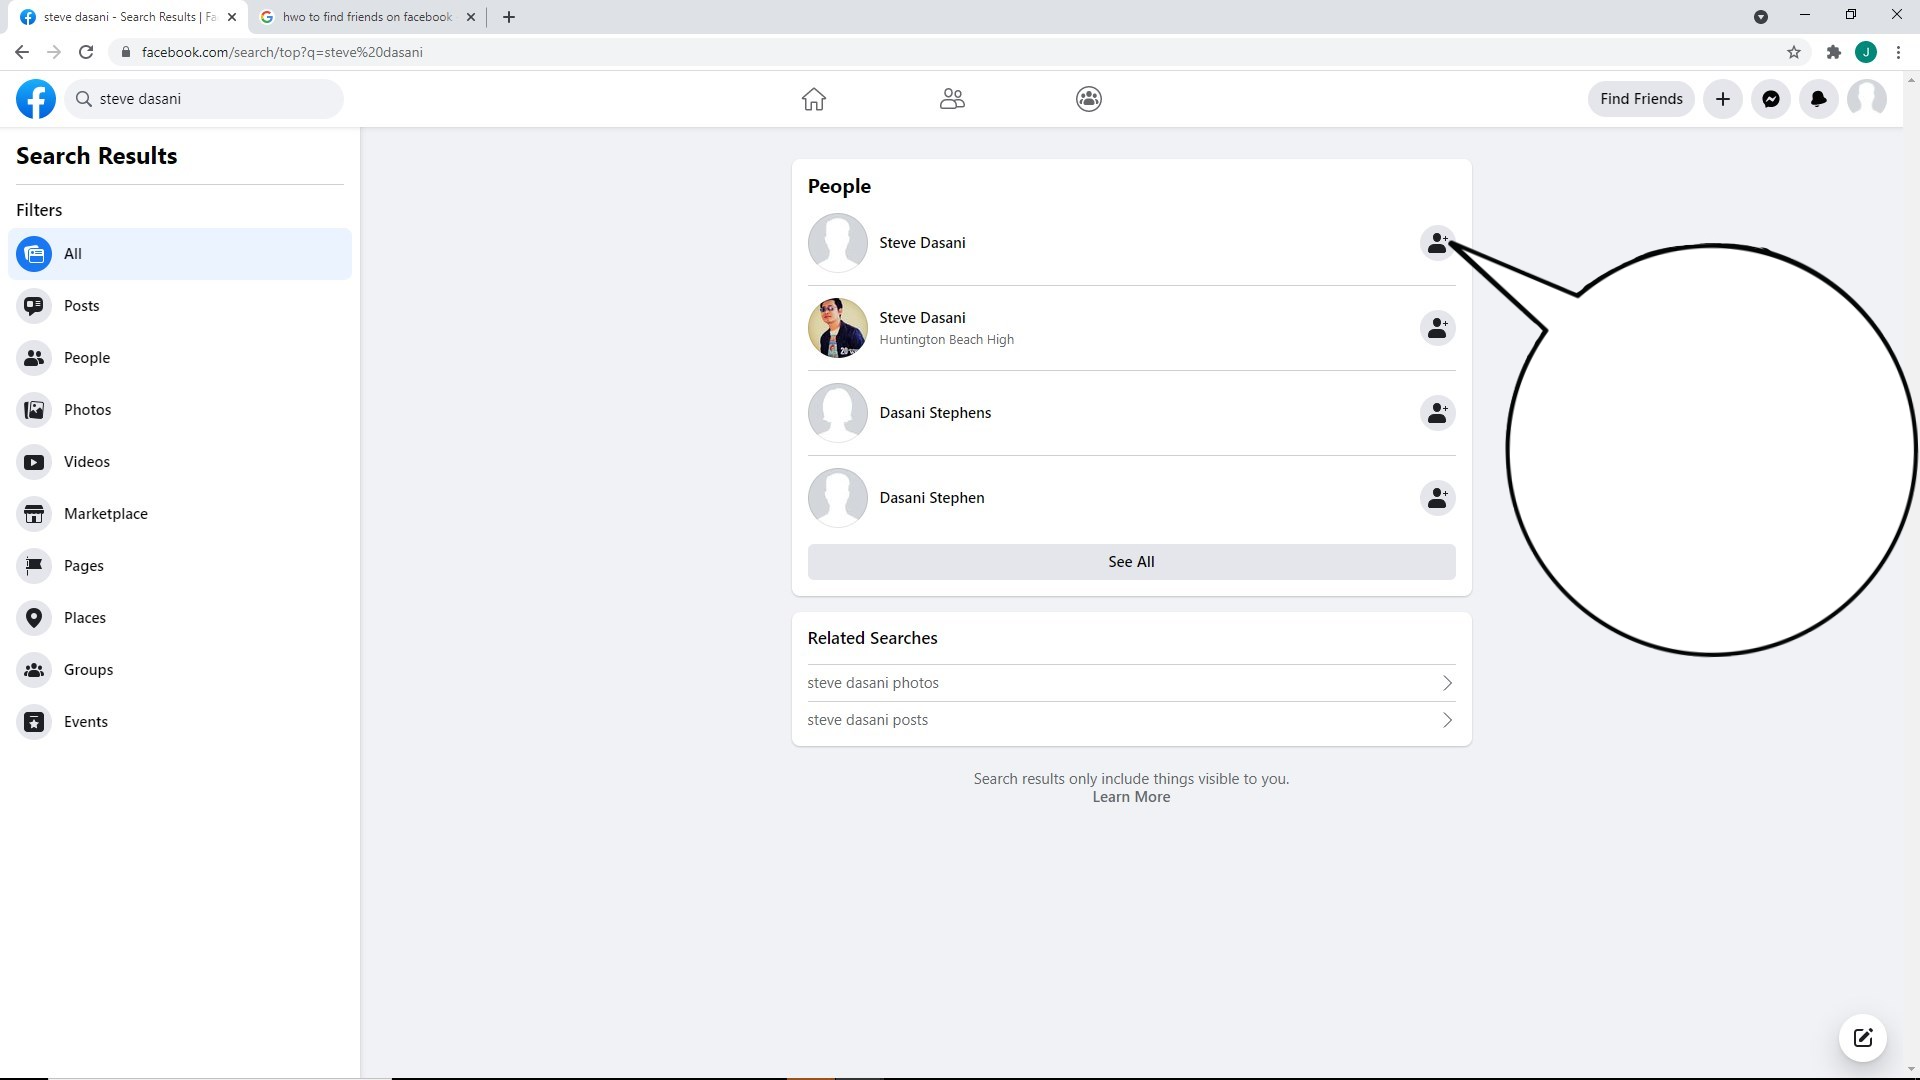 steve dasani - Search Results | Fa
hwo to find friends on facebook
facebook.com/search/top?q=steve%20dasani
J
steve dasani
Find Friends
Search Results
Filters
All
Posts
People
Photos
Videos
Marketplace
Pages
Places
Groups
Events
People
Steve Dasani
Steve Dasani
Huntington Beach High
Dasani Stephens
Dasani Stephen
See All
Related Searches
steve dasani photos
steve dasani posts
Search results only include things visible to you.
Learn More